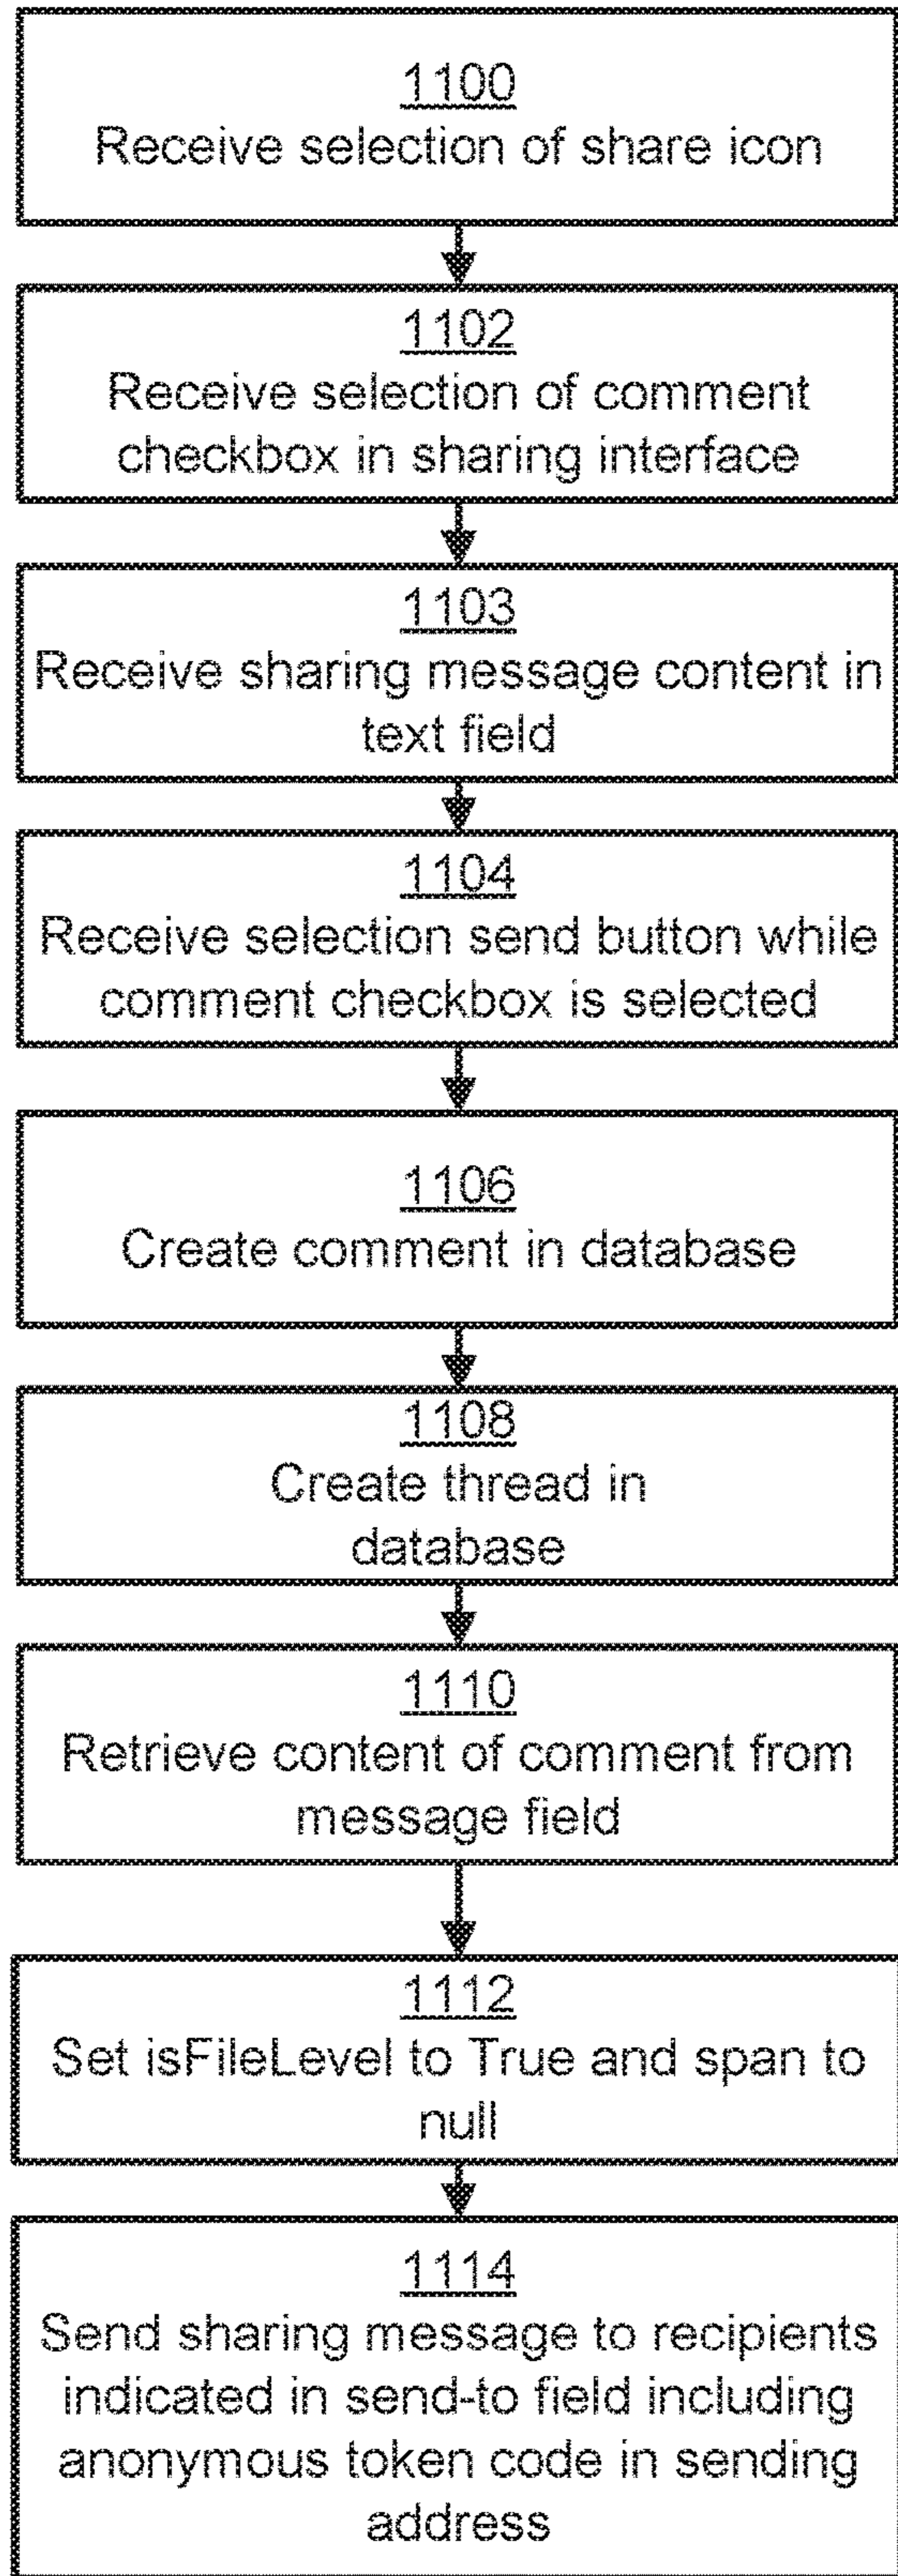 1100
Receive selection of share icon
1102
Receive selection of comment
checkbox in sharing interface
1103
Receive sharing message content in
text field
1104
Receive selection send button while
comment checkbox is selected
1106
Create comment in database
1108
Create thread in
database
1110
Retrieve content of comment from
message field
1112
Set isFileLevel to True and span to
null
1114
Send sharing message to recipients
indicated in send-to field including
anonymous token code in sending
address